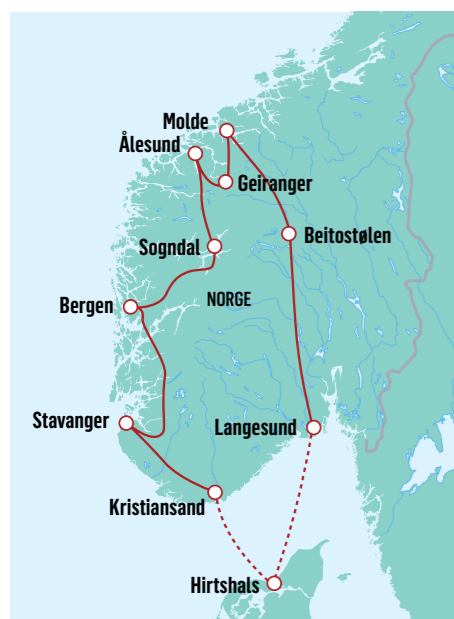 Molde
Ålesund
Geiranger
Sogndal
Beitostølen
Bergen
NORGE
Stavanger
Langesund
Kristiansand
Hirtshals